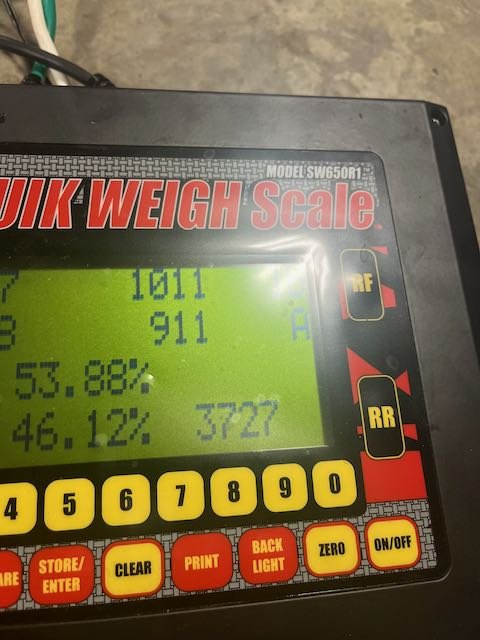 MODEL SW650R1
UIK WEIGH Scale
7 1011
RF
8 911 A
53.88%
46.12% 3727
RR
4 5 6 7 8 9 0
ARE STORE/ENTER CLEAR PRINT BACK LIGHT ZERO ON/OFF